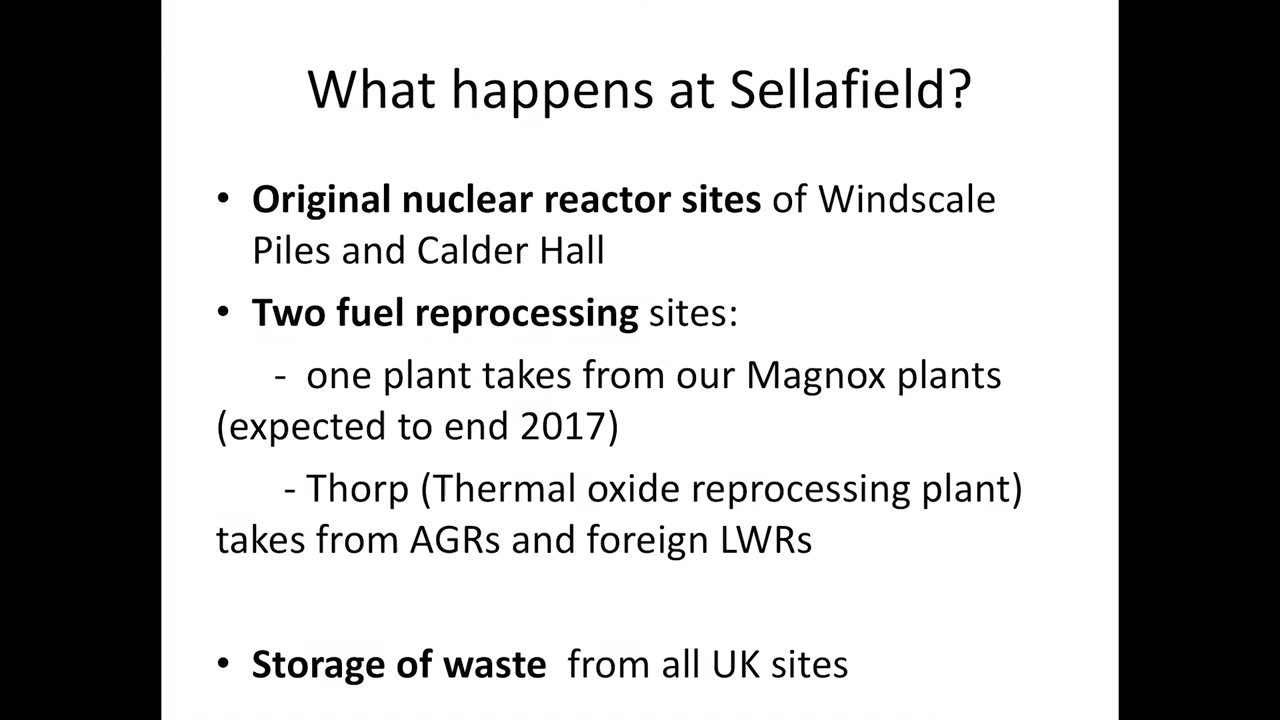 What happens at Sellafield?
• Original nuclear reactor sites of Windscale
Piles and Calder Hall
• Two fuel reprocessing sites:
- one plant takes from our Magnox plants
(expected to end 2017)
- Thorp (Thermal oxide reprocessing plant)
takes from AGRs and foreign LWRs
• Storage of waste from all UK sites